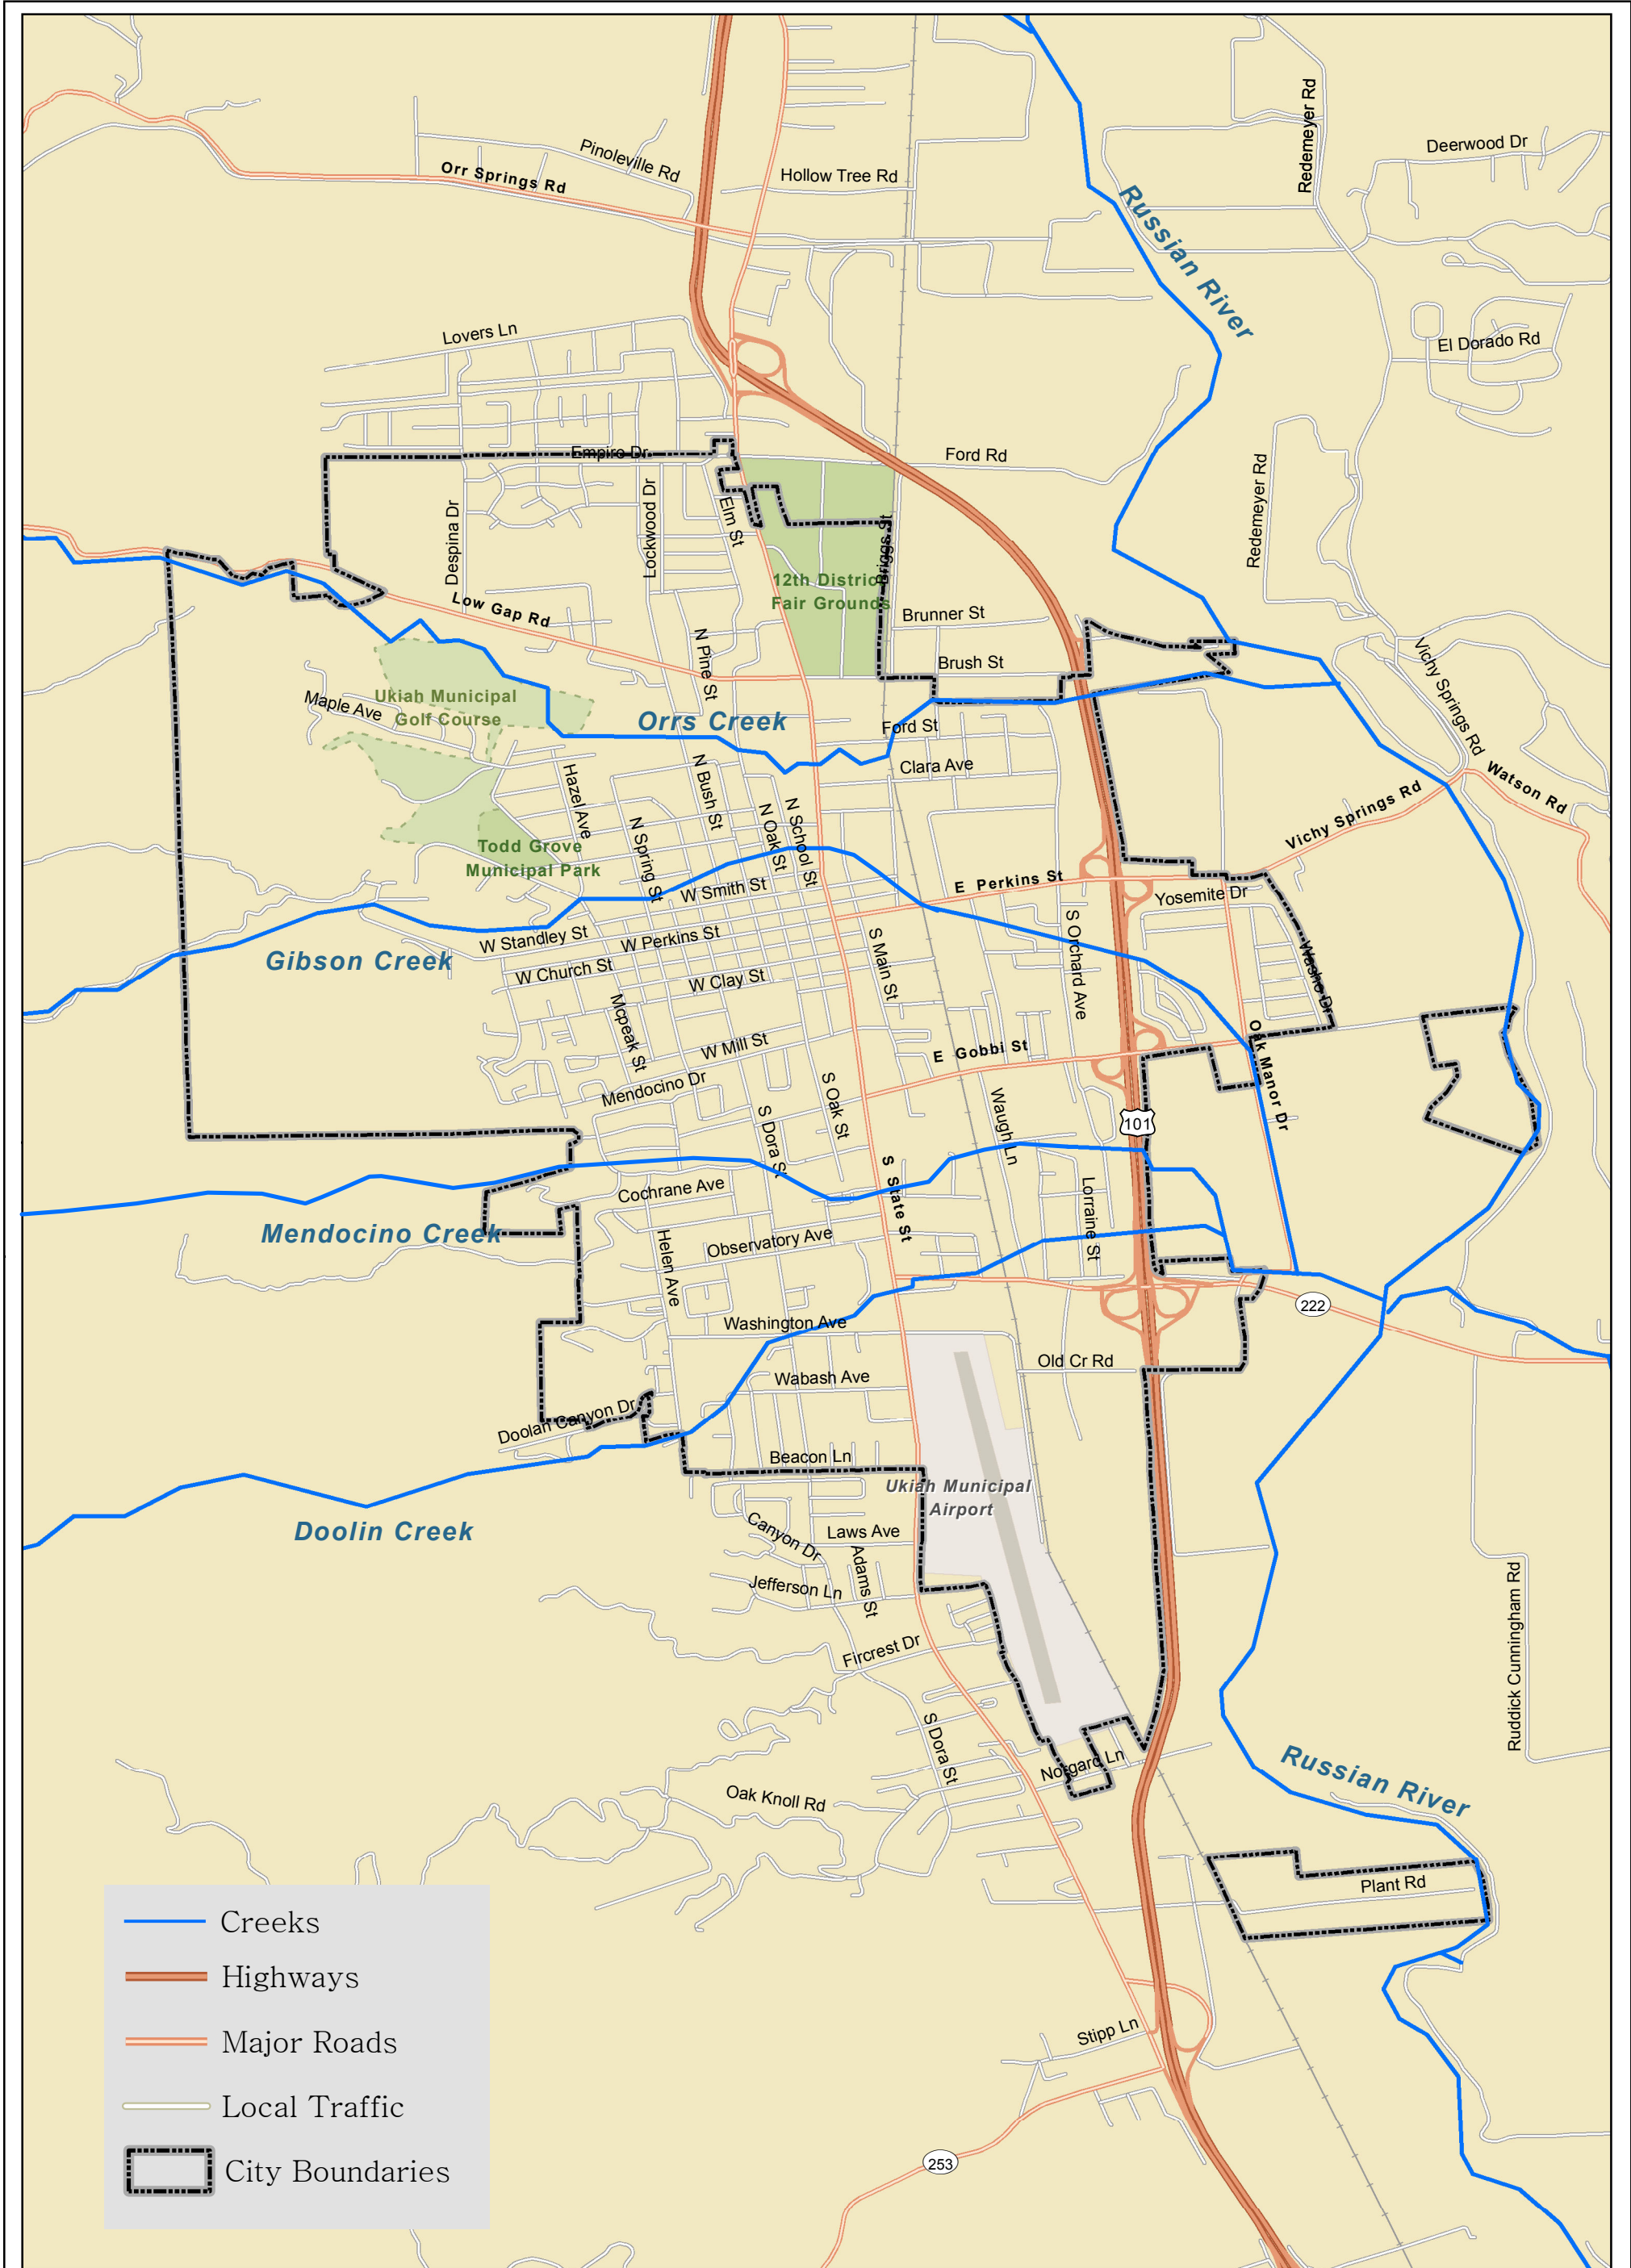 Redemeyer Rd
Deerwood Dr
Pinoleville Rd
Orr Springs Rd
Hollow Tree Rd
Russian River
Lovers Ln
El Dorado Rd
Empire Dr
Ford Rd
Redemeyer Rd
Despina Dr
Lockwood Dr
Elm St
Briggs St
12th District
Fair Grounds
Low Gap Rd
Brunner St
N Pine St
Brush St
Vichy Springs Rd
Ukiah Municipal
Golf Course
Maple Ave
Orrs Creek
Ford St
Clara Ave
Hazel Ave
N Bush St
N Oak St
N School St
N Spring St
Watson Rd
Vichy Springs Rd
Todd Grove
Municipal Park
W Smith St
E Perkins St
Yosemite Dr
W Standley St
W Perkins St
S Main St
S Orchard Ave
Washo Dr
Gibson Creek
W Church St
W Clay St
Mcpeak St
W Mill St
E Gobbi St
Oak Manor Dr
Mendocino Dr
S Oak St
S Dora St
Waugh Ln
101
S State St
Cochrane Ave
Lorraine St
Mendocino Creek
Helen Ave
Observatory Ave
222
Washington Ave
Old Cr Rd
Wabash Ave
Doolan Canyon Dr
Beacon Ln
Ukiah Municipal
Airport
Doolin Creek
Canyon Dr
Laws Ave
Adams St
Jefferson Ln
Ruddick Cuningham Rd
Fircrest Dr
S Dora St
Norgard Ln
Russian River
Oak Knoll Rd
Plant Rd
Creeks
Highways
Stipp Ln
Major Roads
Local Traffic
253
City Boundaries